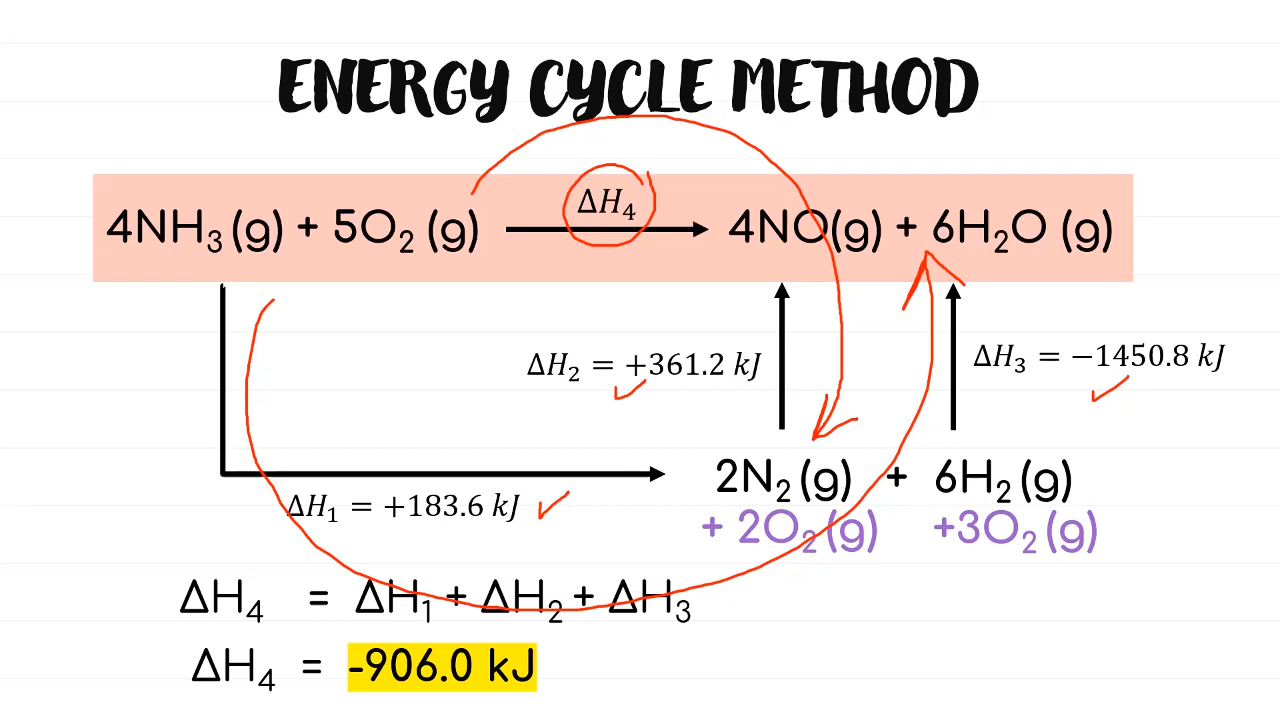 ENERGY CYCLE METHOD
4NH₃(g) + 5O₂(g) ⟶ 4NO(g) + 6H₂O(g)
ΔH₄
ΔH₂ = +361.2 kJ
ΔH₃ = −1450.8 kJ
2N₂(g) + 6H₂(g)
+ 2O₂(g) +3O₂(g)
ΔH₁ = +183.6 kJ
ΔH₄ = ΔH₁ + ΔH₂ + ΔH₃
ΔH₄ = -906.0 kJ